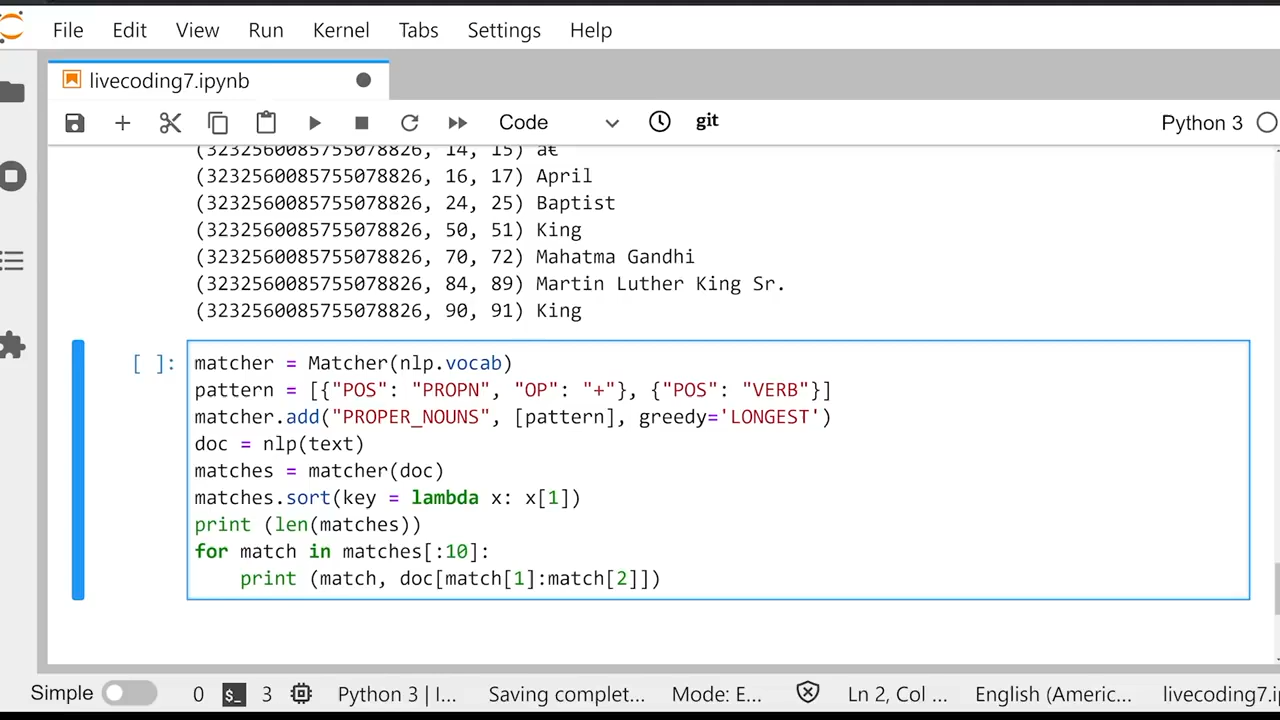 File Edit View Run Kernel Tabs Settings Help
livecoding7.ipynb
Code git Python 3
(3232560085755078826, 14, 15) a€
(3232560085755078826, 16, 17) April
(3232560085755078826, 24, 25) Baptist
(3232560085755078826, 50, 51) King
(3232560085755078826, 70, 72) Mahatma Gandhi
(3232560085755078826, 84, 89) Martin Luther King Sr.
(3232560085755078826, 90, 91) King
[ ]: matcher = Matcher(nlp.vocab)
pattern = [{"POS": "PROPN", "OP": "+"}, {"POS": "VERB"}]
matcher.add("PROPER_NOUNS", [pattern], greedy='LONGEST')
doc = nlp(text)
matches = matcher(doc)
matches.sort(key = lambda x: x[1])
print (len(matches))
for match in matches[:10]:
    print (match, doc[match[1]:match[2]])
Simple 0 $_ 3 Python 3 | I... Saving complet... Mode: E... Ln 2, Col ... English (Americ... livecoding7.ip